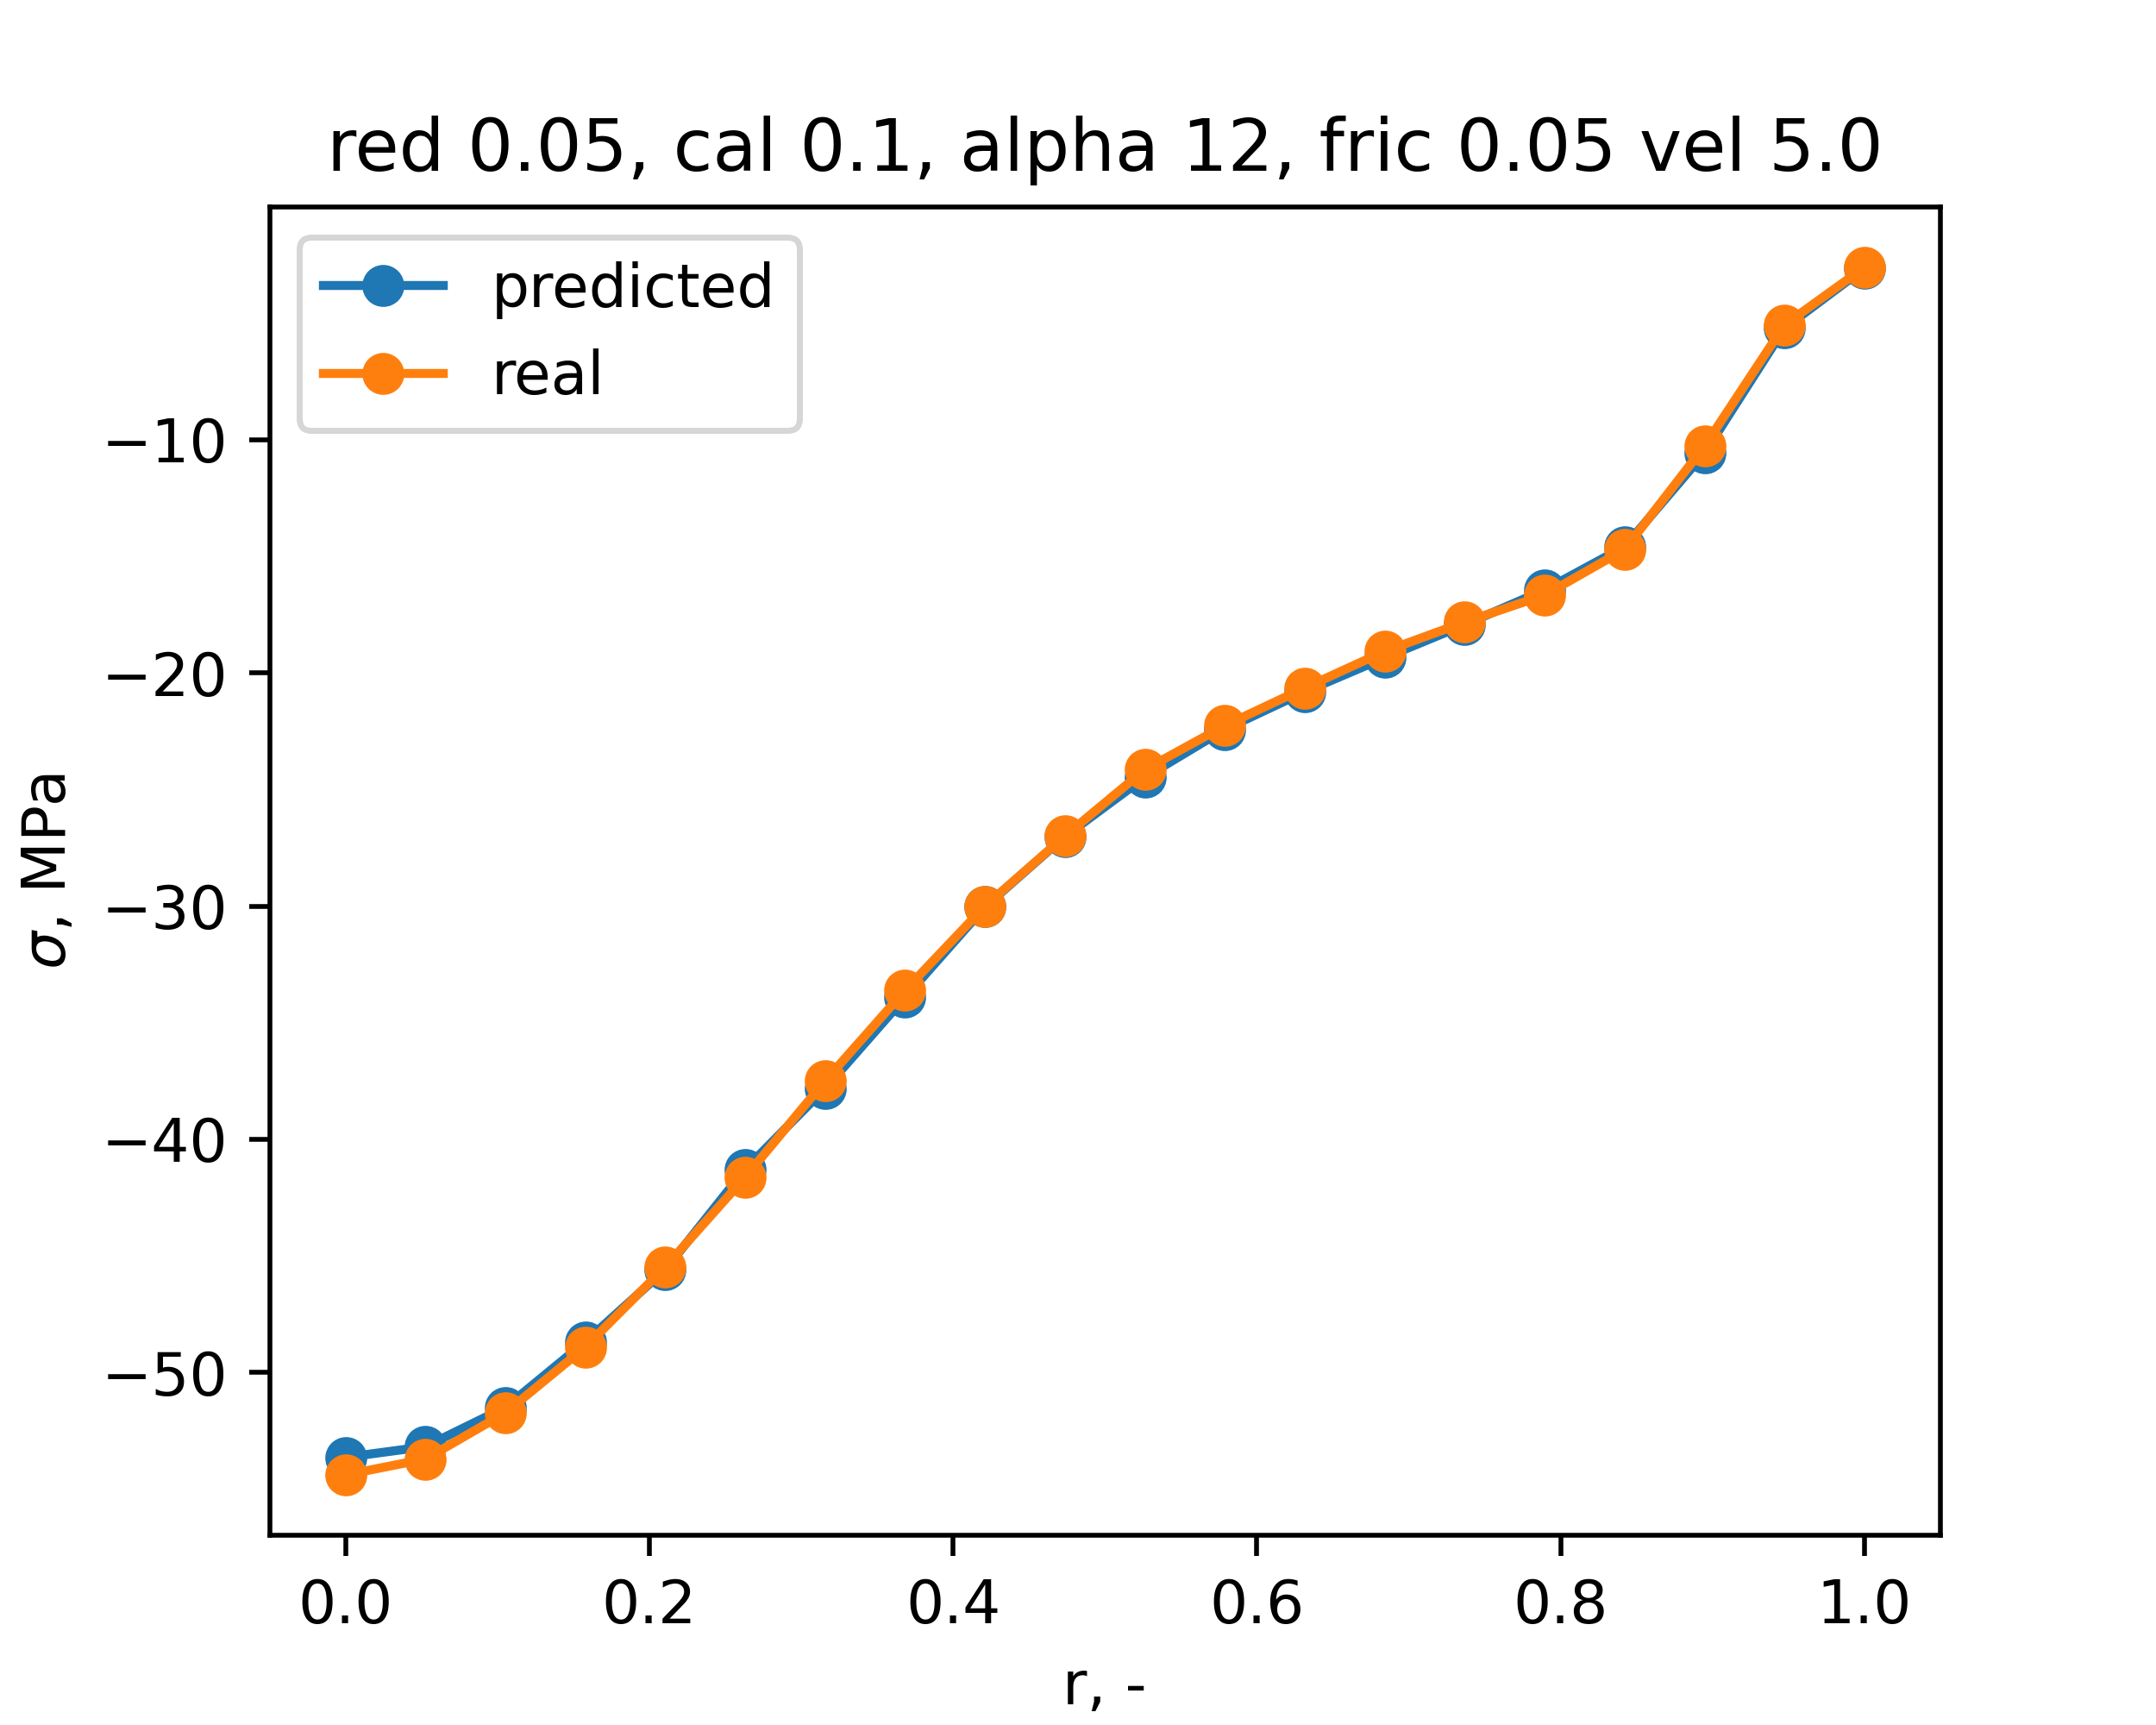 red 0.05, cal 0.1, alpha 12, fric 0.05 vel 5.0
predicted
real
−10
−20
−30
−40
−50
σ, MPa
0.0 0.2 0.4 0.6 0.8 1.0
r, -